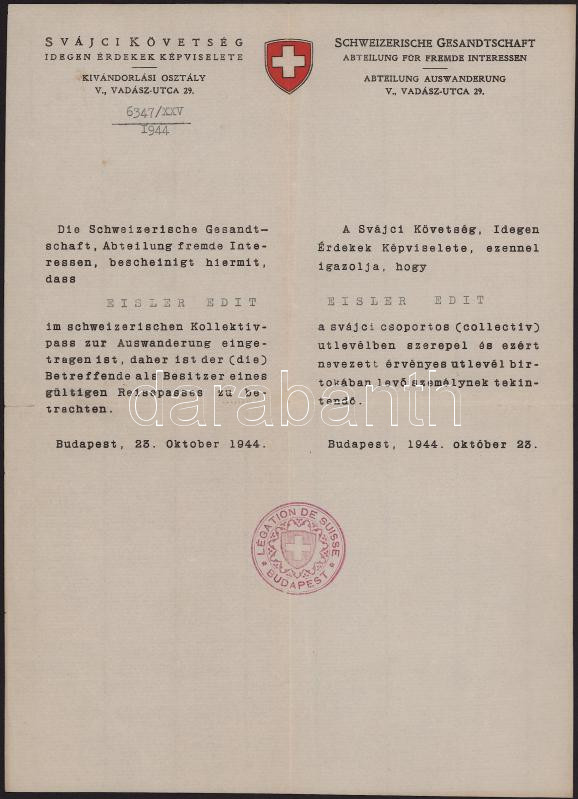 SVÁJCI KÖVETSÉG
IDEGEN ÉRDEKEK KÉPVISELETE
KIVÁNDORLÁSI OSZTÁLY
V., VADÁSZ-UTCA 29.
6347/XXV
1944
SCHWEIZERISCHE GESANDTSCHAFT
ABTEILUNG FÜR FREMDE INTERESSEN
ABTEILUNG AUSWANDERUNG
V., VADÁSZ-UTCA 29.
Die Schweizerische Gesandt-
schaft, Abteilung fremde Inte-
ressen, bescheinigt hiermit,
dass
EISLER EDIT
im schweizerischen Kollektiv-
pass zur Auswanderung einge-
tragen ist, daher ist der (die)
Betreffende als Besitzer eines
gültigen Reisepasses zu be-
trachten.
Budapest, 23. Oktober 1944.
A Svájci Követség, Idegen
Érdekek Képviselete, ezennel
igazolja, hogy
EISLER EDIT
a svájci csoportos (collectiv)
utlevélben szerepel és ezért
nevezett érvényes utlevél bir-
tokában levő személynek tekin-
tendő.
Budapest, 1944. október 23.
darabanth
LÉGATION DE SUISSE
* BUDAPEST *